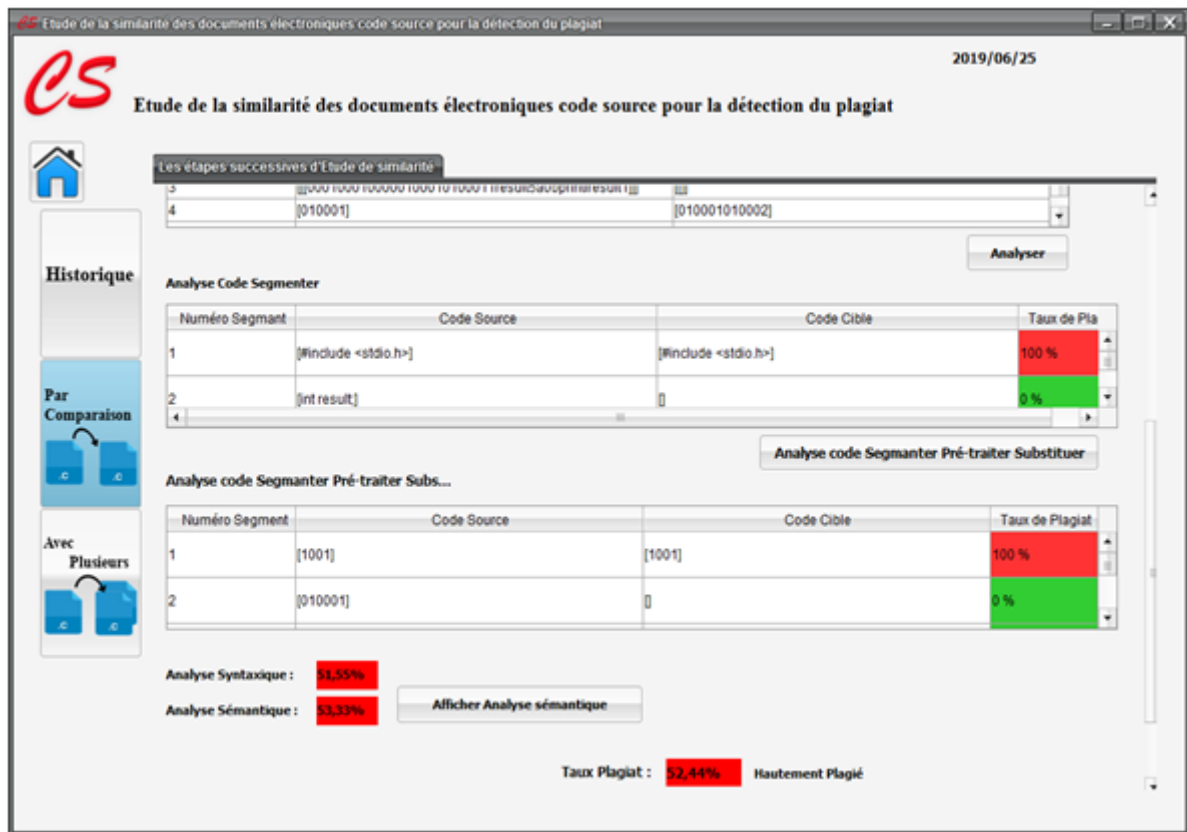 CS Etude de la similarité des documents électroniques code source pour la détection du plagiat
2019/06/25
CS
Etude de la similarité des documents électroniques code source pour la détection du plagiat
Les étapes successives d'Etude de similarité
3
4 [010001] [010001010002]
Analyser
Historique
Analyse Code Segmenter
Numéro Segmant Code Source Code Cible Taux de Pla
1 [#include <stdio.h>] [#include <stdio.h>] 100 %
2 [int result;] [] 0 %
Par
Comparaison
.C .C
Analyse code Segmanter Pré-traiter Substituer
Analyse code Segmanter Pré-traiter Subs...
Numéro Segment Code Source Code Cible Taux de Plagiat
1 [1001] [1001] 100 %
2 [010001] [] 0 %
Avec
Plusieurs
.C .C
Analyse Syntaxique : 51,55%
Analyse Sémantique : 53,33%
Afficher Analyse sémantique
Taux Plagiat : 52,44% Hautement Plagié